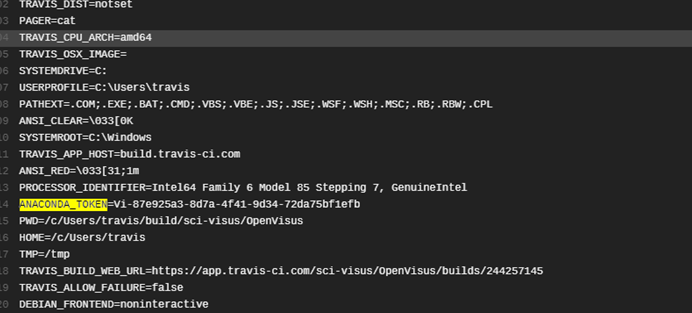 02 TRAVIS_DIST=notset
03 PAGER=cat
04 TRAVIS_CPU_ARCH=amd64
05 TRAVIS_OSX_IMAGE=
06 SYSTEMDRIVE=C:
07 USERPROFILE=C:\Users\travis
08 PATHEXT=.COM;.EXE;.BAT;.CMD;.VBS;.VBE;.JS;.JSE;.WSF;.WSH;.MSC;.RB;.RBW;.CPL
09 ANSI_CLEAR=\033[0K
10 SYSTEMROOT=C:\Windows
11 TRAVIS_APP_HOST=build.travis-ci.com
12 ANSI_RED=\033[31;1m
13 PROCESSOR_IDENTIFIER=Intel64 Family 6 Model 85 Stepping 7, GenuineIntel
14 ANACONDA_TOKEN=Vi-87e925a3-8d7a-4f41-9d34-72da75bf1efb
15 PWD=/c/Users/travis/build/sci-visus/OpenVisus
16 HOME=/c/Users/travis
17 TMP=/tmp
18 TRAVIS_BUILD_WEB_URL=https://app.travis-ci.com/sci-visus/OpenVisus/builds/244257145
19 TRAVIS_ALLOW_FAILURE=false
20 DEBIAN_FRONTEND=noninteractive